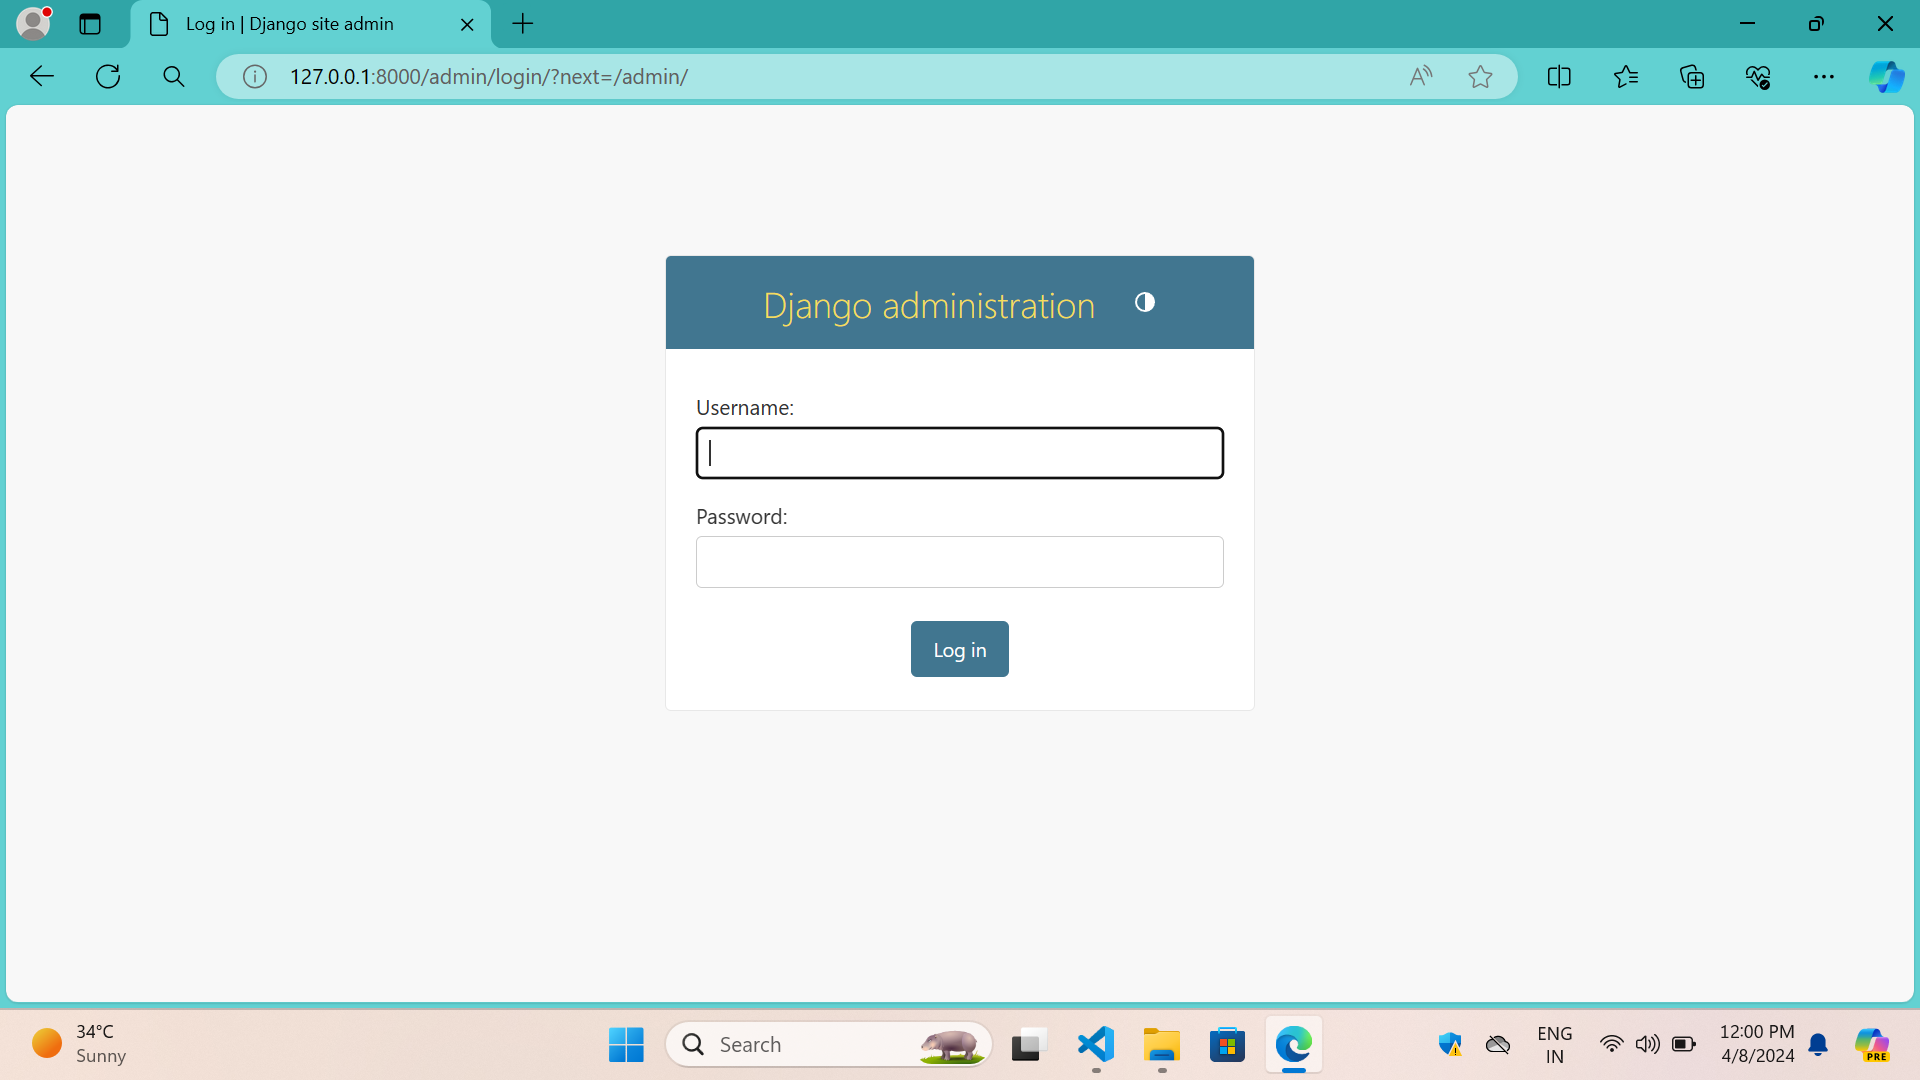 Log in | Django site admin
127.0.0.1:8000/admin/login/?next=/admin/
Django administration
Username:
Password:
Log in
34°C
Sunny
Search
ENG
IN
12:00 PM
4/8/2024
PRE